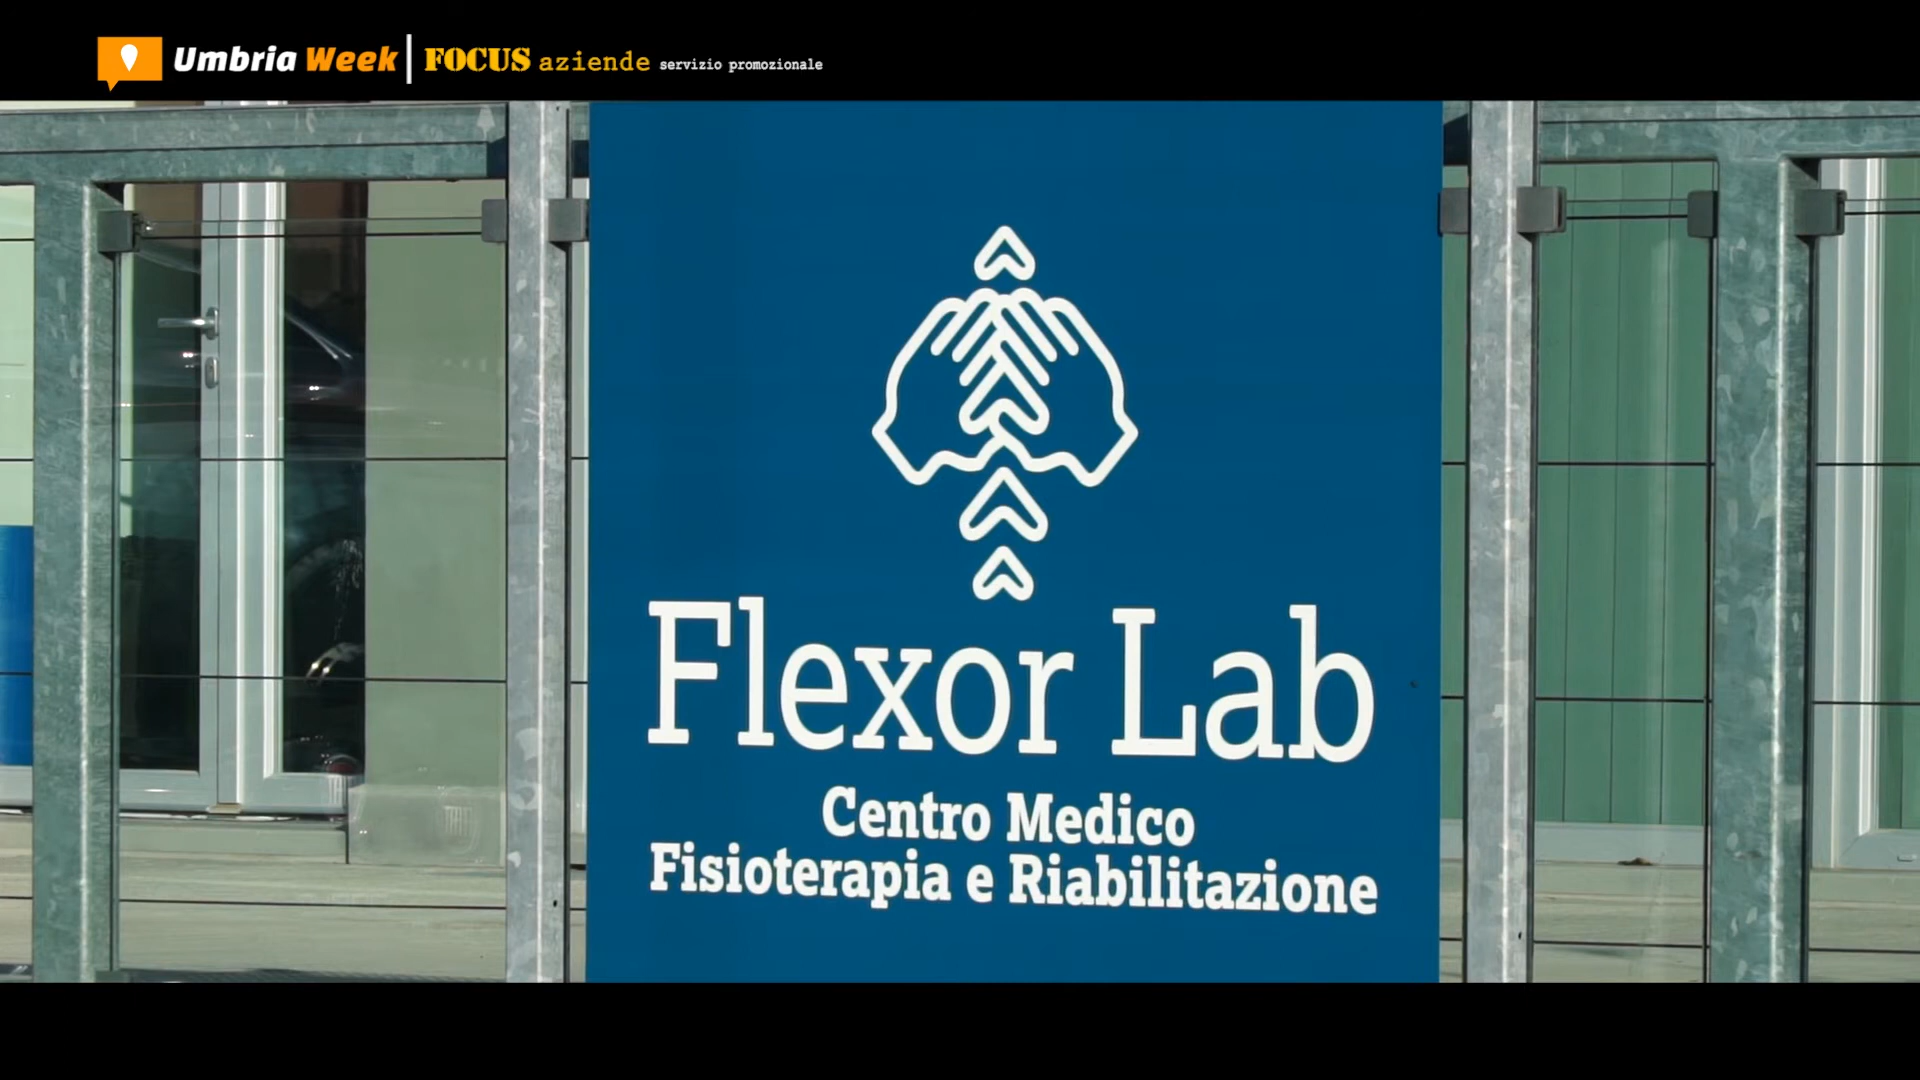 Umbria Week | FOCUS aziende servizio promozionale
Flexor Lab
Centro Medico
Fisioterapia e Riabilitazione